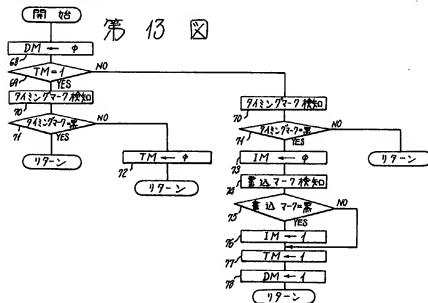 第 13 図
開始
DM ← φ
68
TM=1
NO
69
YES
タイミングマーク検知
70
タイミングマーク=黒
NO
71
YES
リターン
TM ← φ
72
リターン
タイミングマーク検知
70
タイミングマーク=黒
NO
71
YES
リターン
IM ← φ
73
書込マーク検知
74
書込マーク=黒
NO
75
YES
IM ← 1
76
TM ← 1
77
DM ← 1
78
リターン